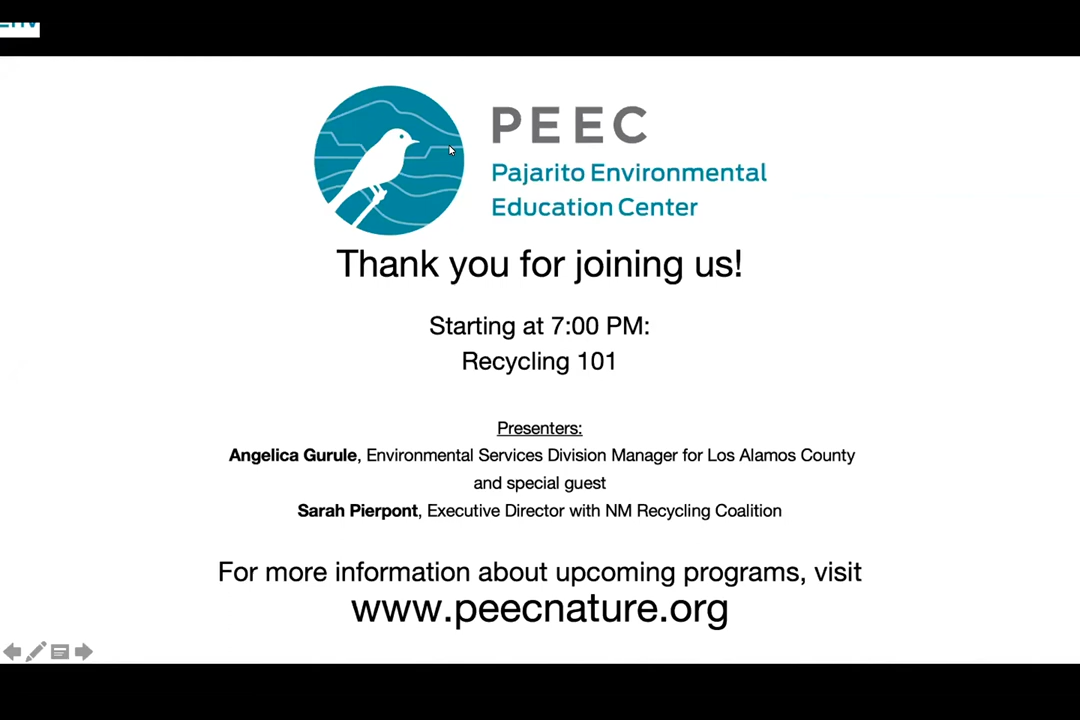 PEEC
Pajarito Environmental
Education Center
Thank you for joining us!
Starting at 7:00 PM:
Recycling 101
Presenters:
Angelica Gurule, Environmental Services Division Manager for Los Alamos County
and special guest
Sarah Pierpont, Executive Director with NM Recycling Coalition
For more information about upcoming programs, visit
www.peecnature.org